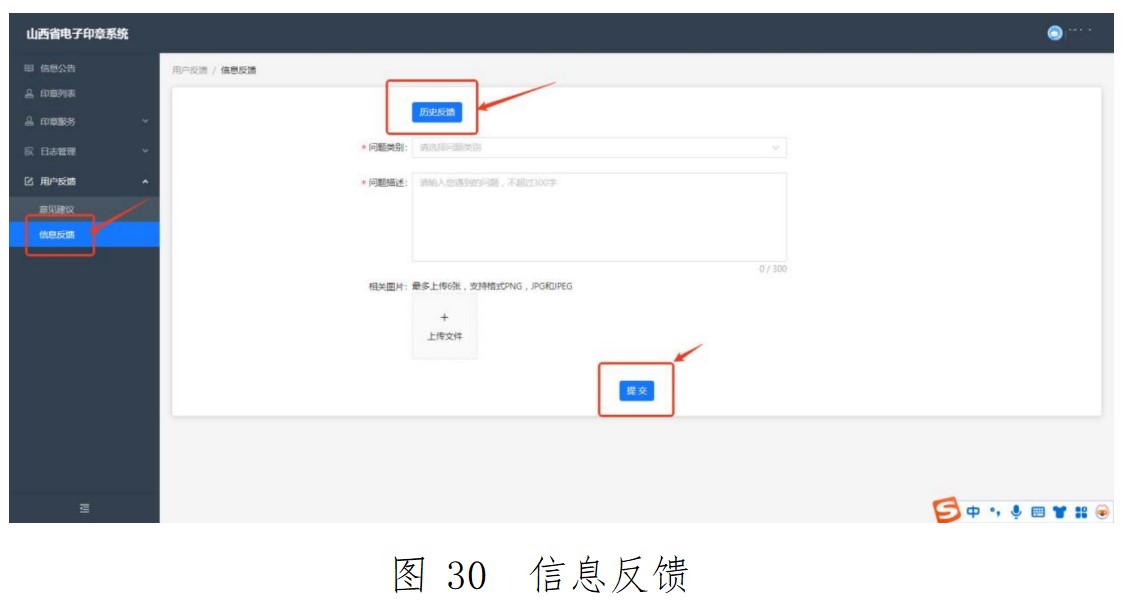 山西省电子印章系统
信息公告
印章列表
印章服务
日志管理
用户反馈
意见建议
信息反馈
用户反馈 / 信息反馈
历史反馈
* 问题类别:
请选择问题类别
* 问题描述:
请输入您遇到的问题，不超过300字
0 / 300
相关图片: 最多上传6张，支持格式PNG，JPG和JPEG
+
上传文件
提 交
中
图 30 信息反馈